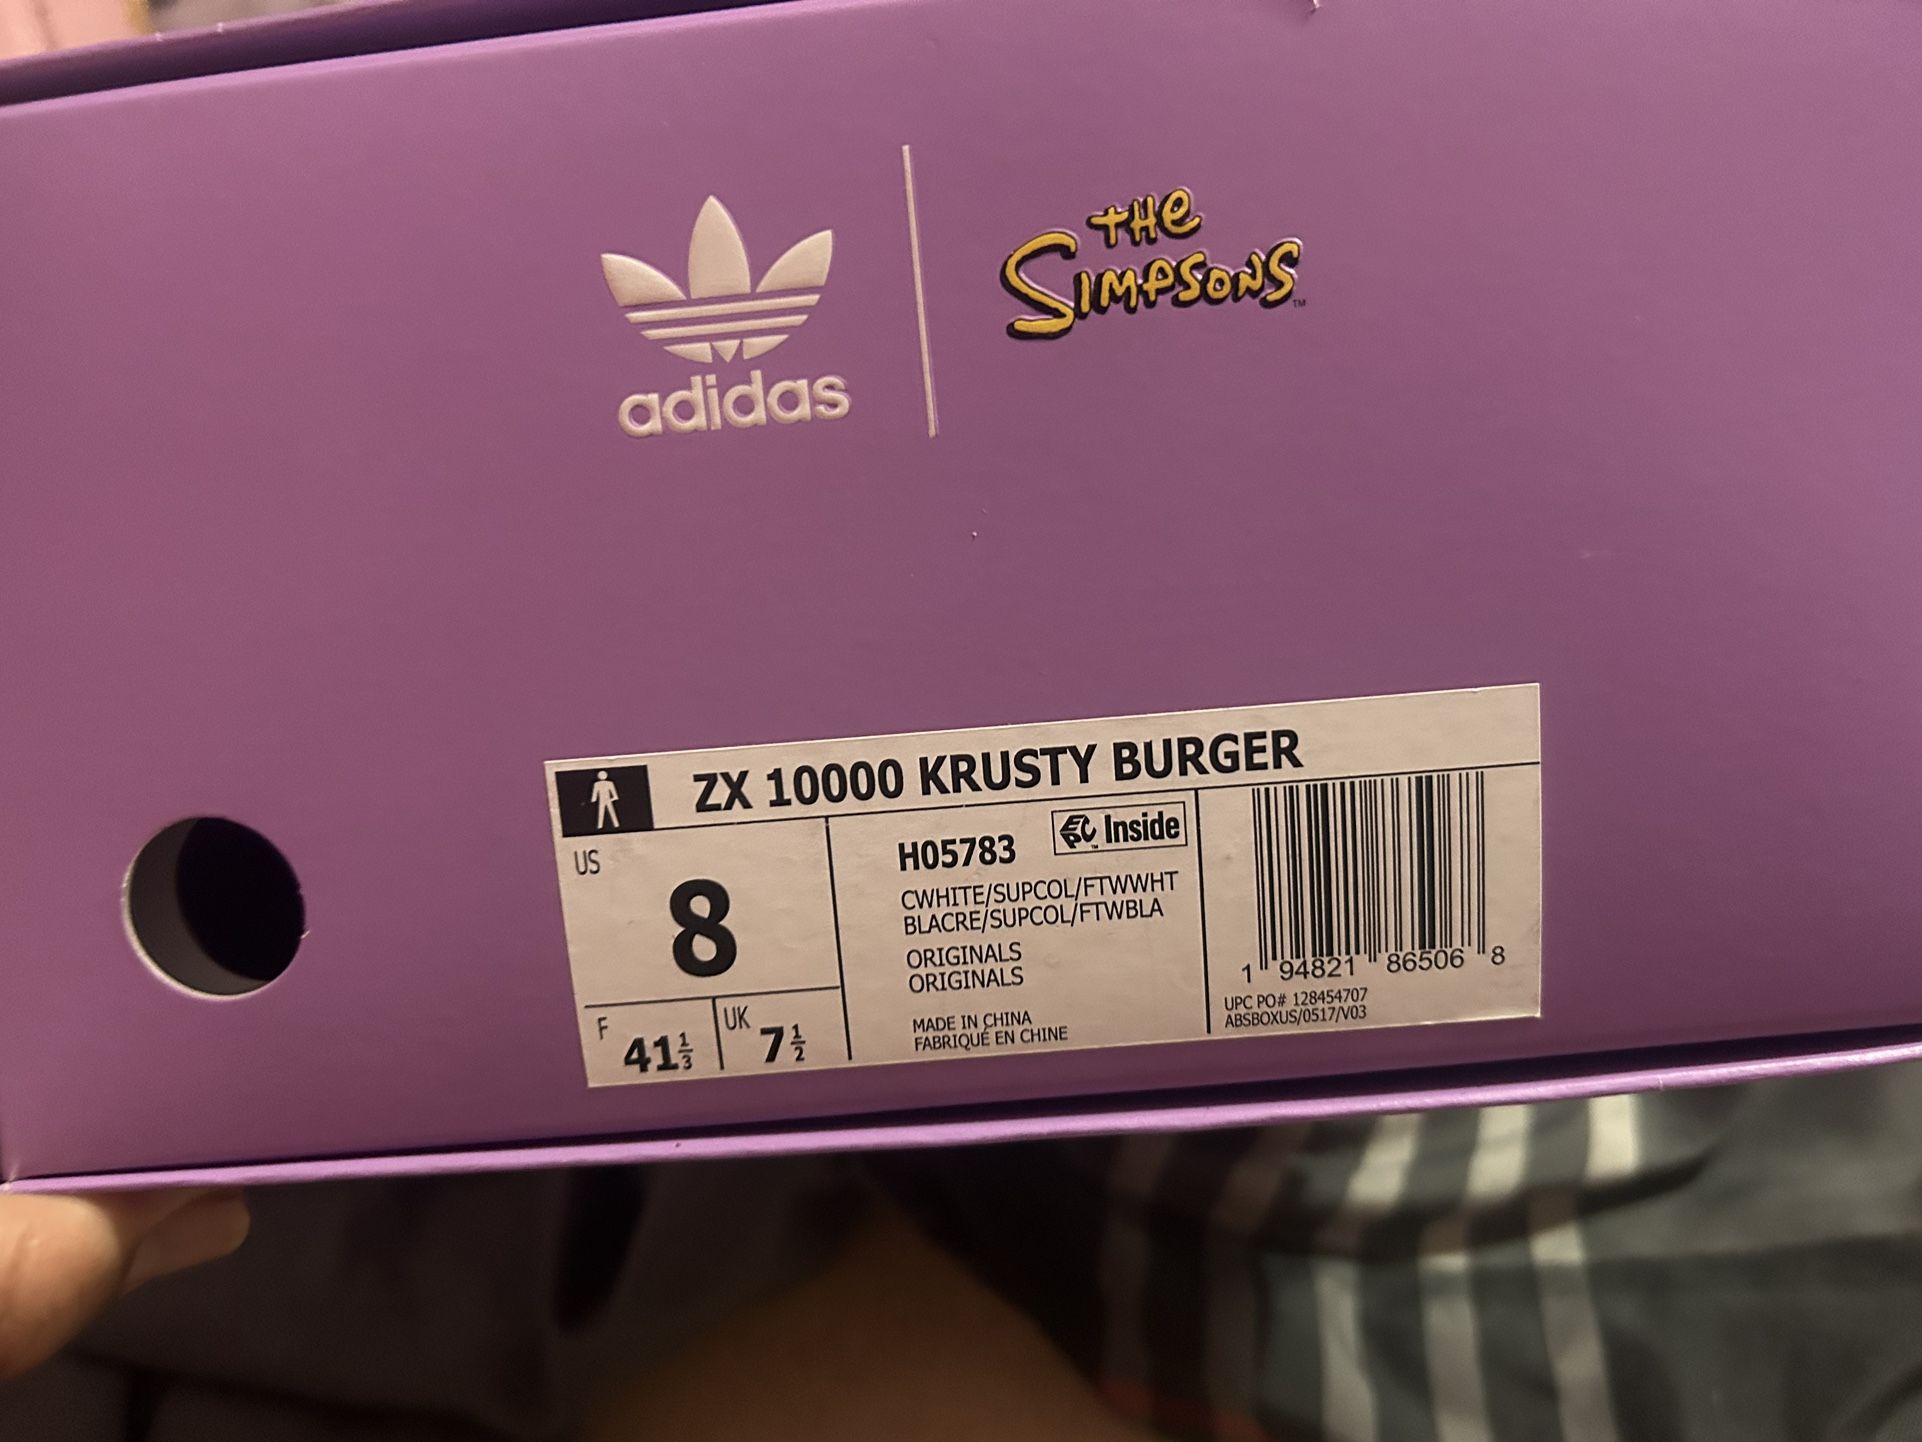 adidas
THE
SIMPSONS™
ZX 10000 KRUSTY BURGER
US
8
F 41⅓
UK 7½
H05783
EPC™ Inside
CWHITE/SUPCOL/FTWWHT
BLACRE/SUPCOL/FTWBLA
ORIGINALS
ORIGINALS
MADE IN CHINA
FABRIQUÉ EN CHINE
1 94821 86506 8
UPC PO# 128454707
ABSBOXUS/0517/V03